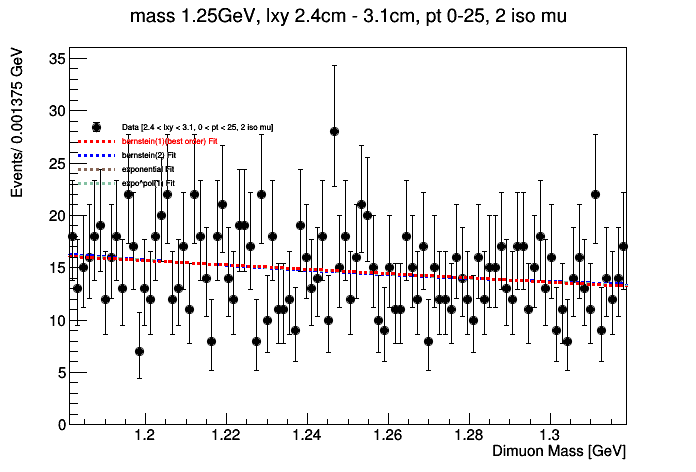 mass 1.25GeV, lxy 2.4cm - 3.1cm, pt 0-25, 2 iso mu
Events/ 0.001375 GeV
35
30
25
20
15
10
5
0
Data [2.4 < lxy < 3.1, 0 < pt < 25, 2 iso mu]
bernstein(1)(best order) Fit
bernstein(2) Fit
exponential Fit
Fit
1.2
1.22
1.24
1.26
1.28
1.3
Dimuon Mass [GeV]